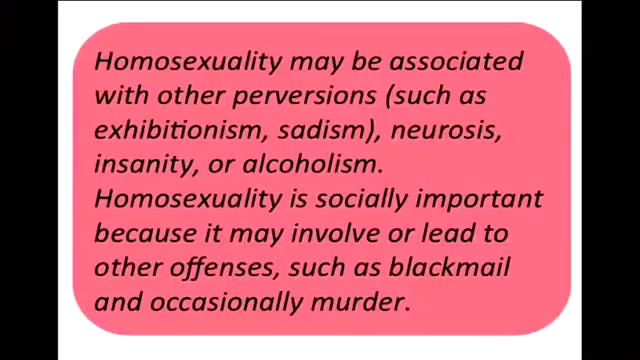 Homosexuality may be associated
with other perversions (such as
exhibitionism, sadism), neurosis,
insanity, or alcoholism.
Homosexuality is socially important
because it may involve or lead to
other offenses, such as blackmail
and occasionally murder.